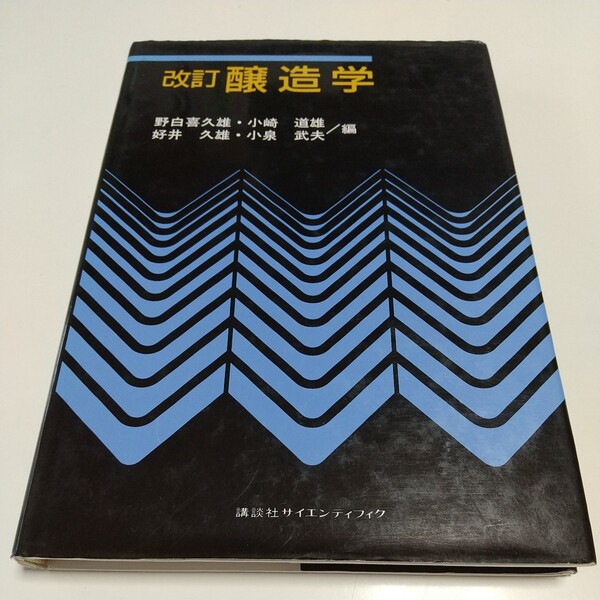 改訂 醸造学
野白喜久雄・小崎 道雄
好井 久雄・小泉 武夫／編
講談社サイエンティフィク